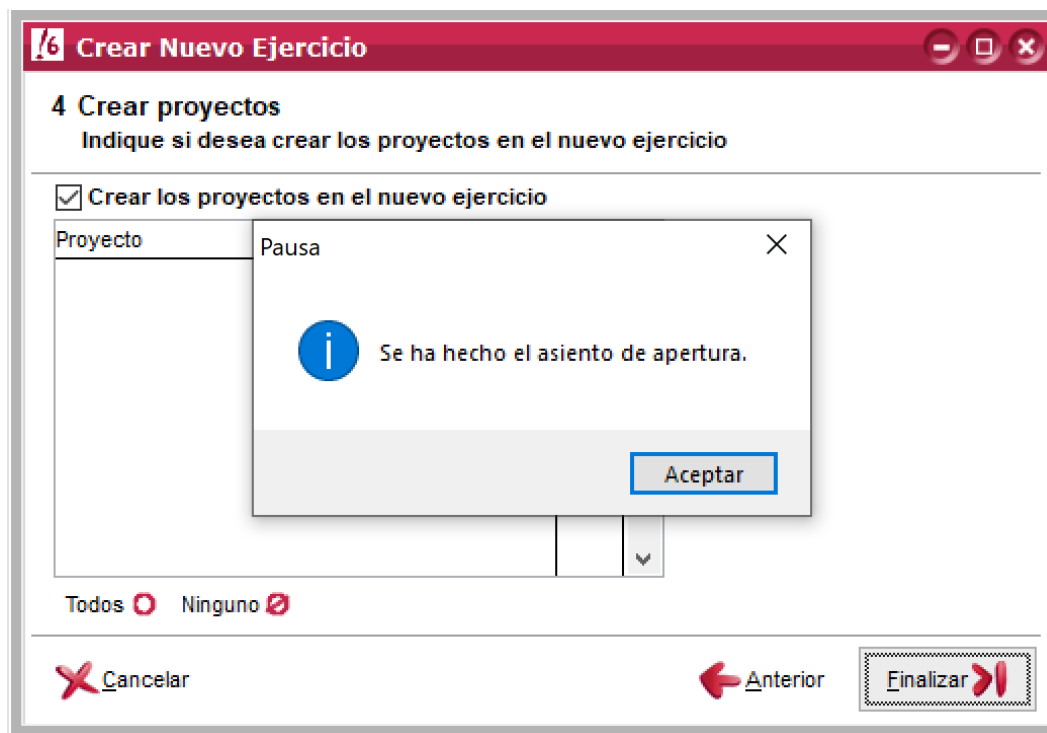 Crear Nuevo Ejercicio
4 Crear proyectos
Indique si desea crear los proyectos en el nuevo ejercicio
Crear los proyectos en el nuevo ejercicio
Proyecto
Pausa
Se ha hecho el asiento de apertura.
Aceptar
Todos Ninguno
Cancelar Anterior Finalizar